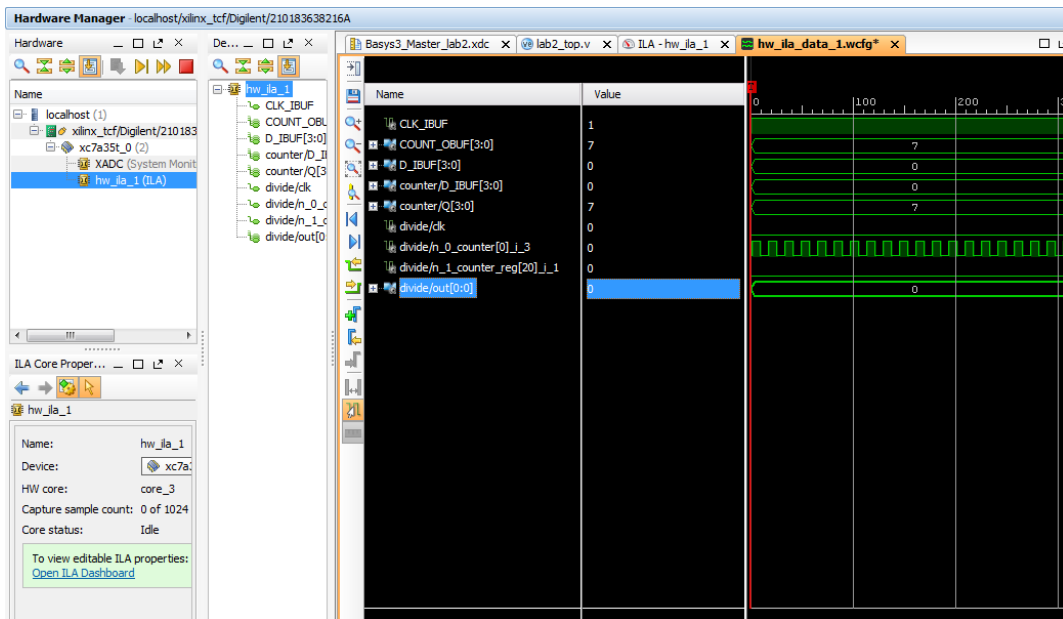 Hardware Manager - localhost/xilinx_tcf/Digilent/210183638216A
Hardware
Name
localhost (1)
xilinx_tcf/Digilent/210183
xc7a35t_0 (2)
XADC (System Monit
hw_ila_1 (ILA)
ILA Core Proper...
hw_ila_1
Name: hw_ila_1
Device: xc7a
HW core: core_3
Capture sample count: 0 of 1024
Core status: Idle
To view editable ILA properties:
Open ILA Dashboard
De...
hw_ila_1
CLK_IBUF
COUNT_OBU
D_IBUF[3:0]
counter/D_I
counter/Q[3
divide/clk
divide/n_0_c
divide/n_1_c
divide/out[0
Basys3_Master_lab2.xdc lab2_top.v ILA - hw_ila_1 hw_ila_data_1.wcfg*
Name Value
0 100 200
CLK_IBUF 1
COUNT_OBUF[3:0] 7 7
D_IBUF[3:0] 0 0
counter/D_IBUF[3:0] 0 0
counter/Q[3:0] 7 7
divide/clk 0
divide/n_0_counter[0]_i_3 0
divide/n_1_counter_reg[20]_i_1 0
divide/out[0:0] 0 0